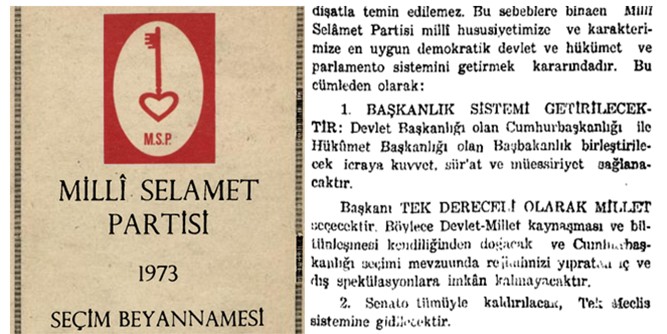 M.S.P.
MİLLÎ SELAMET
PARTİSİ
1973
SEÇİM BEYANNAMESİ
dışatla temin edilemez. Bu sebeblere binaen Millî
Selâmet Partisi millî hususiyetimize ve karakteri-
mize en uygun demokratik devlet ve hükûmet ve
parlamento sistemini getirmek kararındadır. Bu
cümleden olarak:
1. BAŞKANLIK SİSTEMİ GETİRİLECEK-
TİR: Devlet Başkanlığı olan Cumhurbaşkanlığı ile
Hükûmet Başkanlığı olan Başbakanlık birleştirile-
cek icraya kuvvet, sür'at ve müessiriyet sağlana-
caktır.
Başkanı TEK DERECELİ OLARAK MİLLET
seçecektir. Böylece Devlet-Millet kaynaşması ve bü-
tünleşmesi kendiliğinden doğacak ve Cumhurbaş-
kanlığı seçimi mevzuunda rejimimizi yıpratan iç ve
dış spekülasyonlara imkân kalmayacaktır.
2. Senato tümüyle kaldırılacak, Tek Meclis
sistemine gidilecektir.